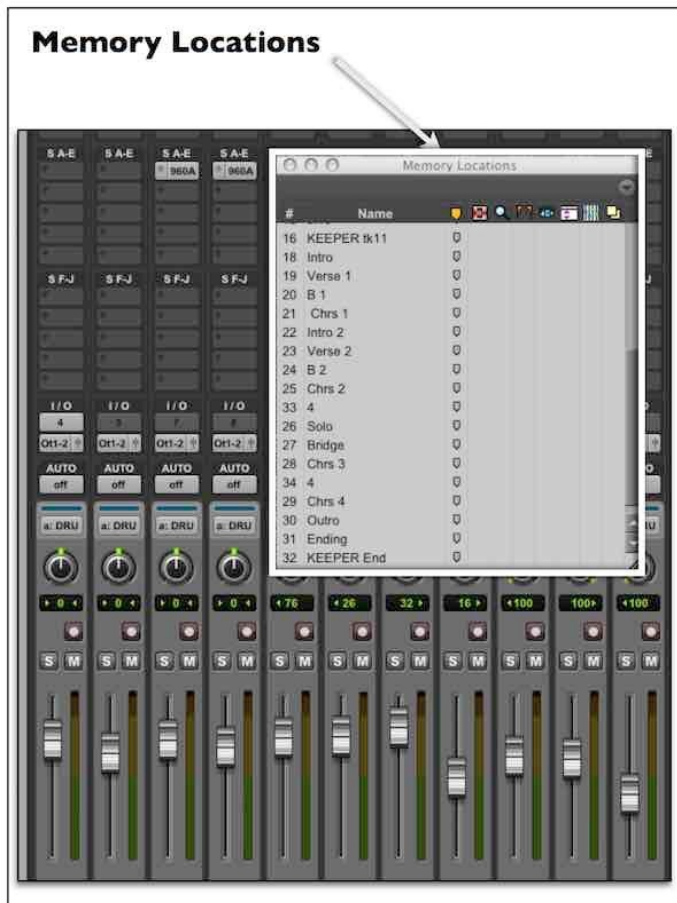 Memory Locations
S A-E S A-E S A-E S A-E
960A 960A
Memory Locations
# Name
16 KEEPER tk11
18 Intro
19 Verse 1
20 B 1
21 Chrs 1
22 Intro 2
23 Verse 2
24 B 2
25 Chrs 2
33 4
26 Solo
27 Bridge
28 Chrs 3
34 4
29 Chrs 4
30 Outro
31 Ending
32 KEEPER End
S F-J S F-J S F-J S F-J
I / O I / O I / O I / O
4
Ot1-2 Ot1-2 Ot1-2 Ot1-2
AUTO AUTO AUTO AUTO
off off off off
a: DRU a: DRU a: DRU a: DRU
0 0 0 0 76 26 32 16 100 100 100
S M S M S M S M S M S M S M S M S M S M S M